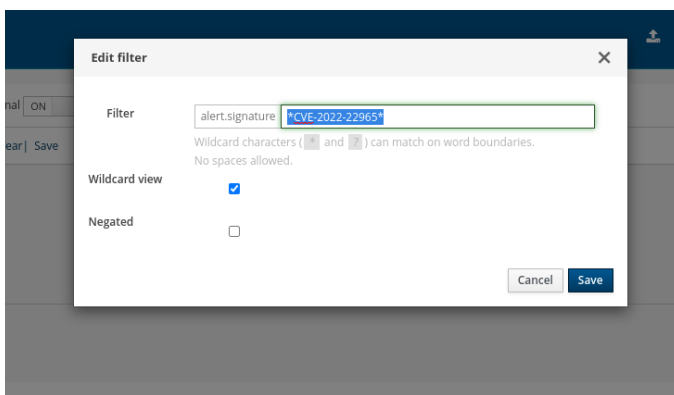 Edit filter
nal ON
ear| Save
Filter
alert.signature *CVE-2022-22965*
Wildcard characters ( * and ? ) can match on word boundaries.
No spaces allowed.
Wildcard view
Negated
Cancel Save